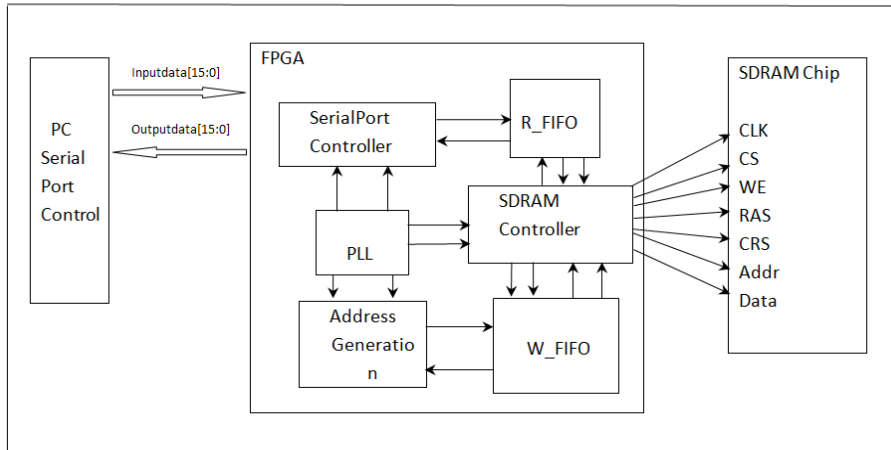 PC
Serial
Port
Control
Inputdata[15:0]
Outputdata[15:0]
FPGA
SerialPort
Controller
R_FIFO
SDRAM
Controller
PLL
Address
Generatio
n
W_FIFO
SDRAM Chip
CLK
CS
WE
RAS
CRS
Addr
Data